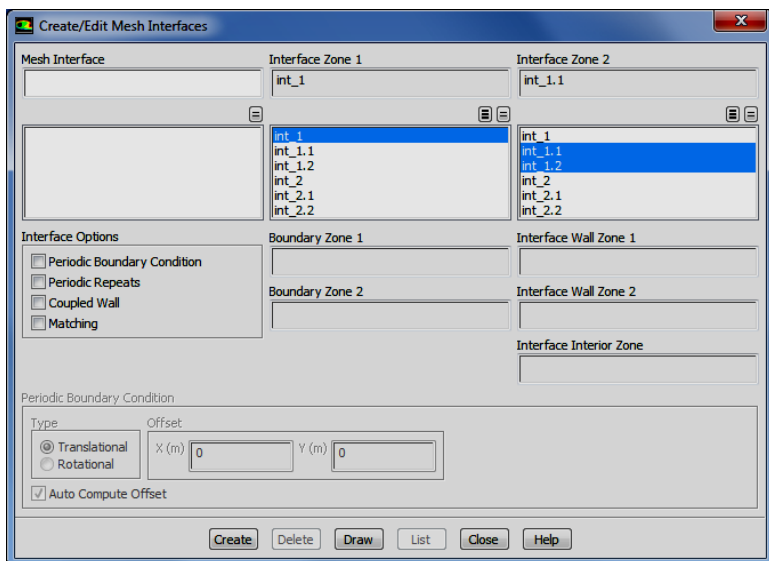 Create/Edit Mesh Interfaces
Mesh Interface Interface Zone 1 Interface Zone 2
int_1 int_1.1
int_1 int_1
int_1.1 int_1.1
int_1.2 int_1.2
int_2 int_2
int_2.1 int_2.1
int_2.2 int_2.2
Interface Options Boundary Zone 1 Interface Wall Zone 1
Periodic Boundary Condition
Periodic Repeats Boundary Zone 2 Interface Wall Zone 2
Coupled Wall
Matching
Interface Interior Zone
Periodic Boundary Condition
Type Offset
Translational X (m) 0 Y (m) 0
Rotational
Auto Compute Offset
Create Delete Draw List Close Help